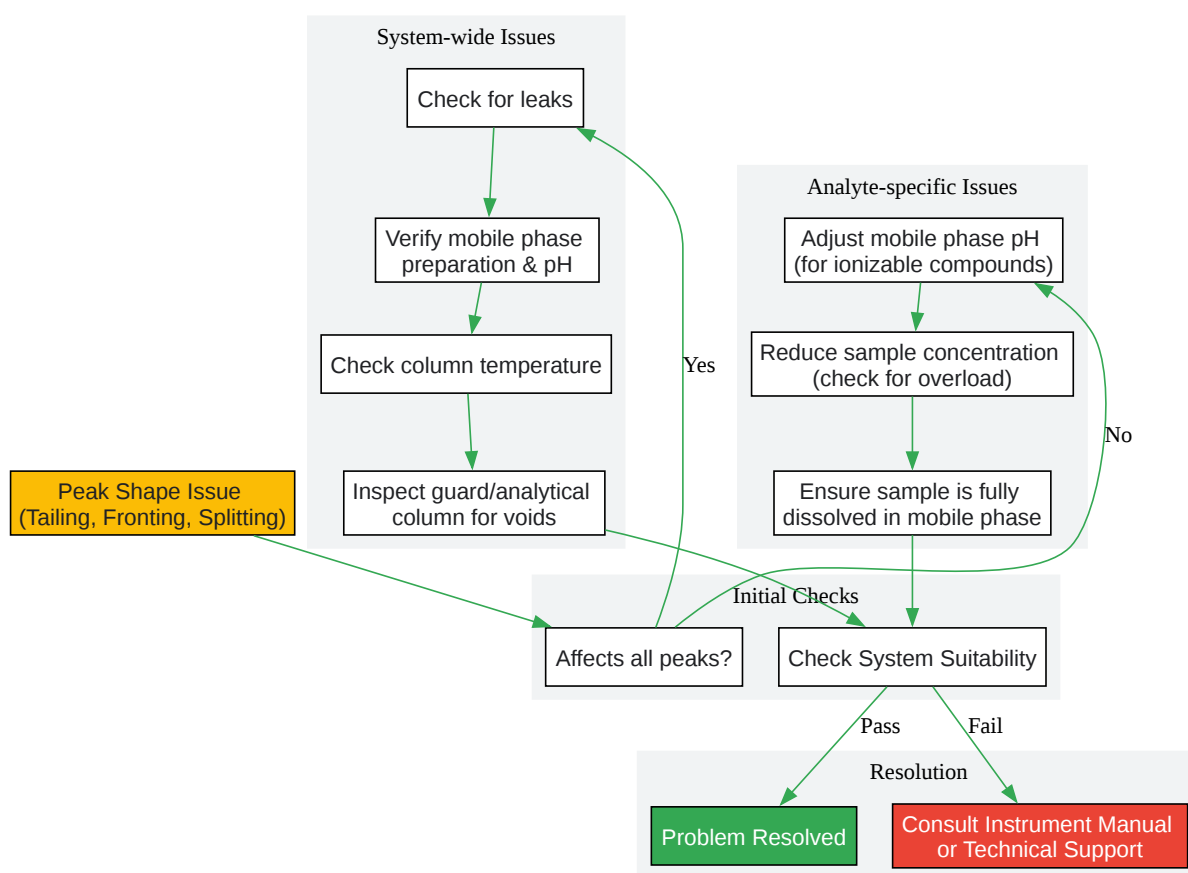 System-wide Issues
Check for leaks
Verify mobile phase
preparation & pH
Check column temperature
Inspect guard/analytical
column for voids
Analyte-specific Issues
Adjust mobile phase pH
(for ionizable compounds)
Reduce sample concentration
(check for overload)
Ensure sample is fully
dissolved in mobile phase
Yes
No
Peak Shape Issue
(Tailing, Fronting, Splitting)
Initial Checks
Affects all peaks?
Check System Suitability
Pass
Fail
Resolution
Problem Resolved
Consult Instrument Manual
or Technical Support